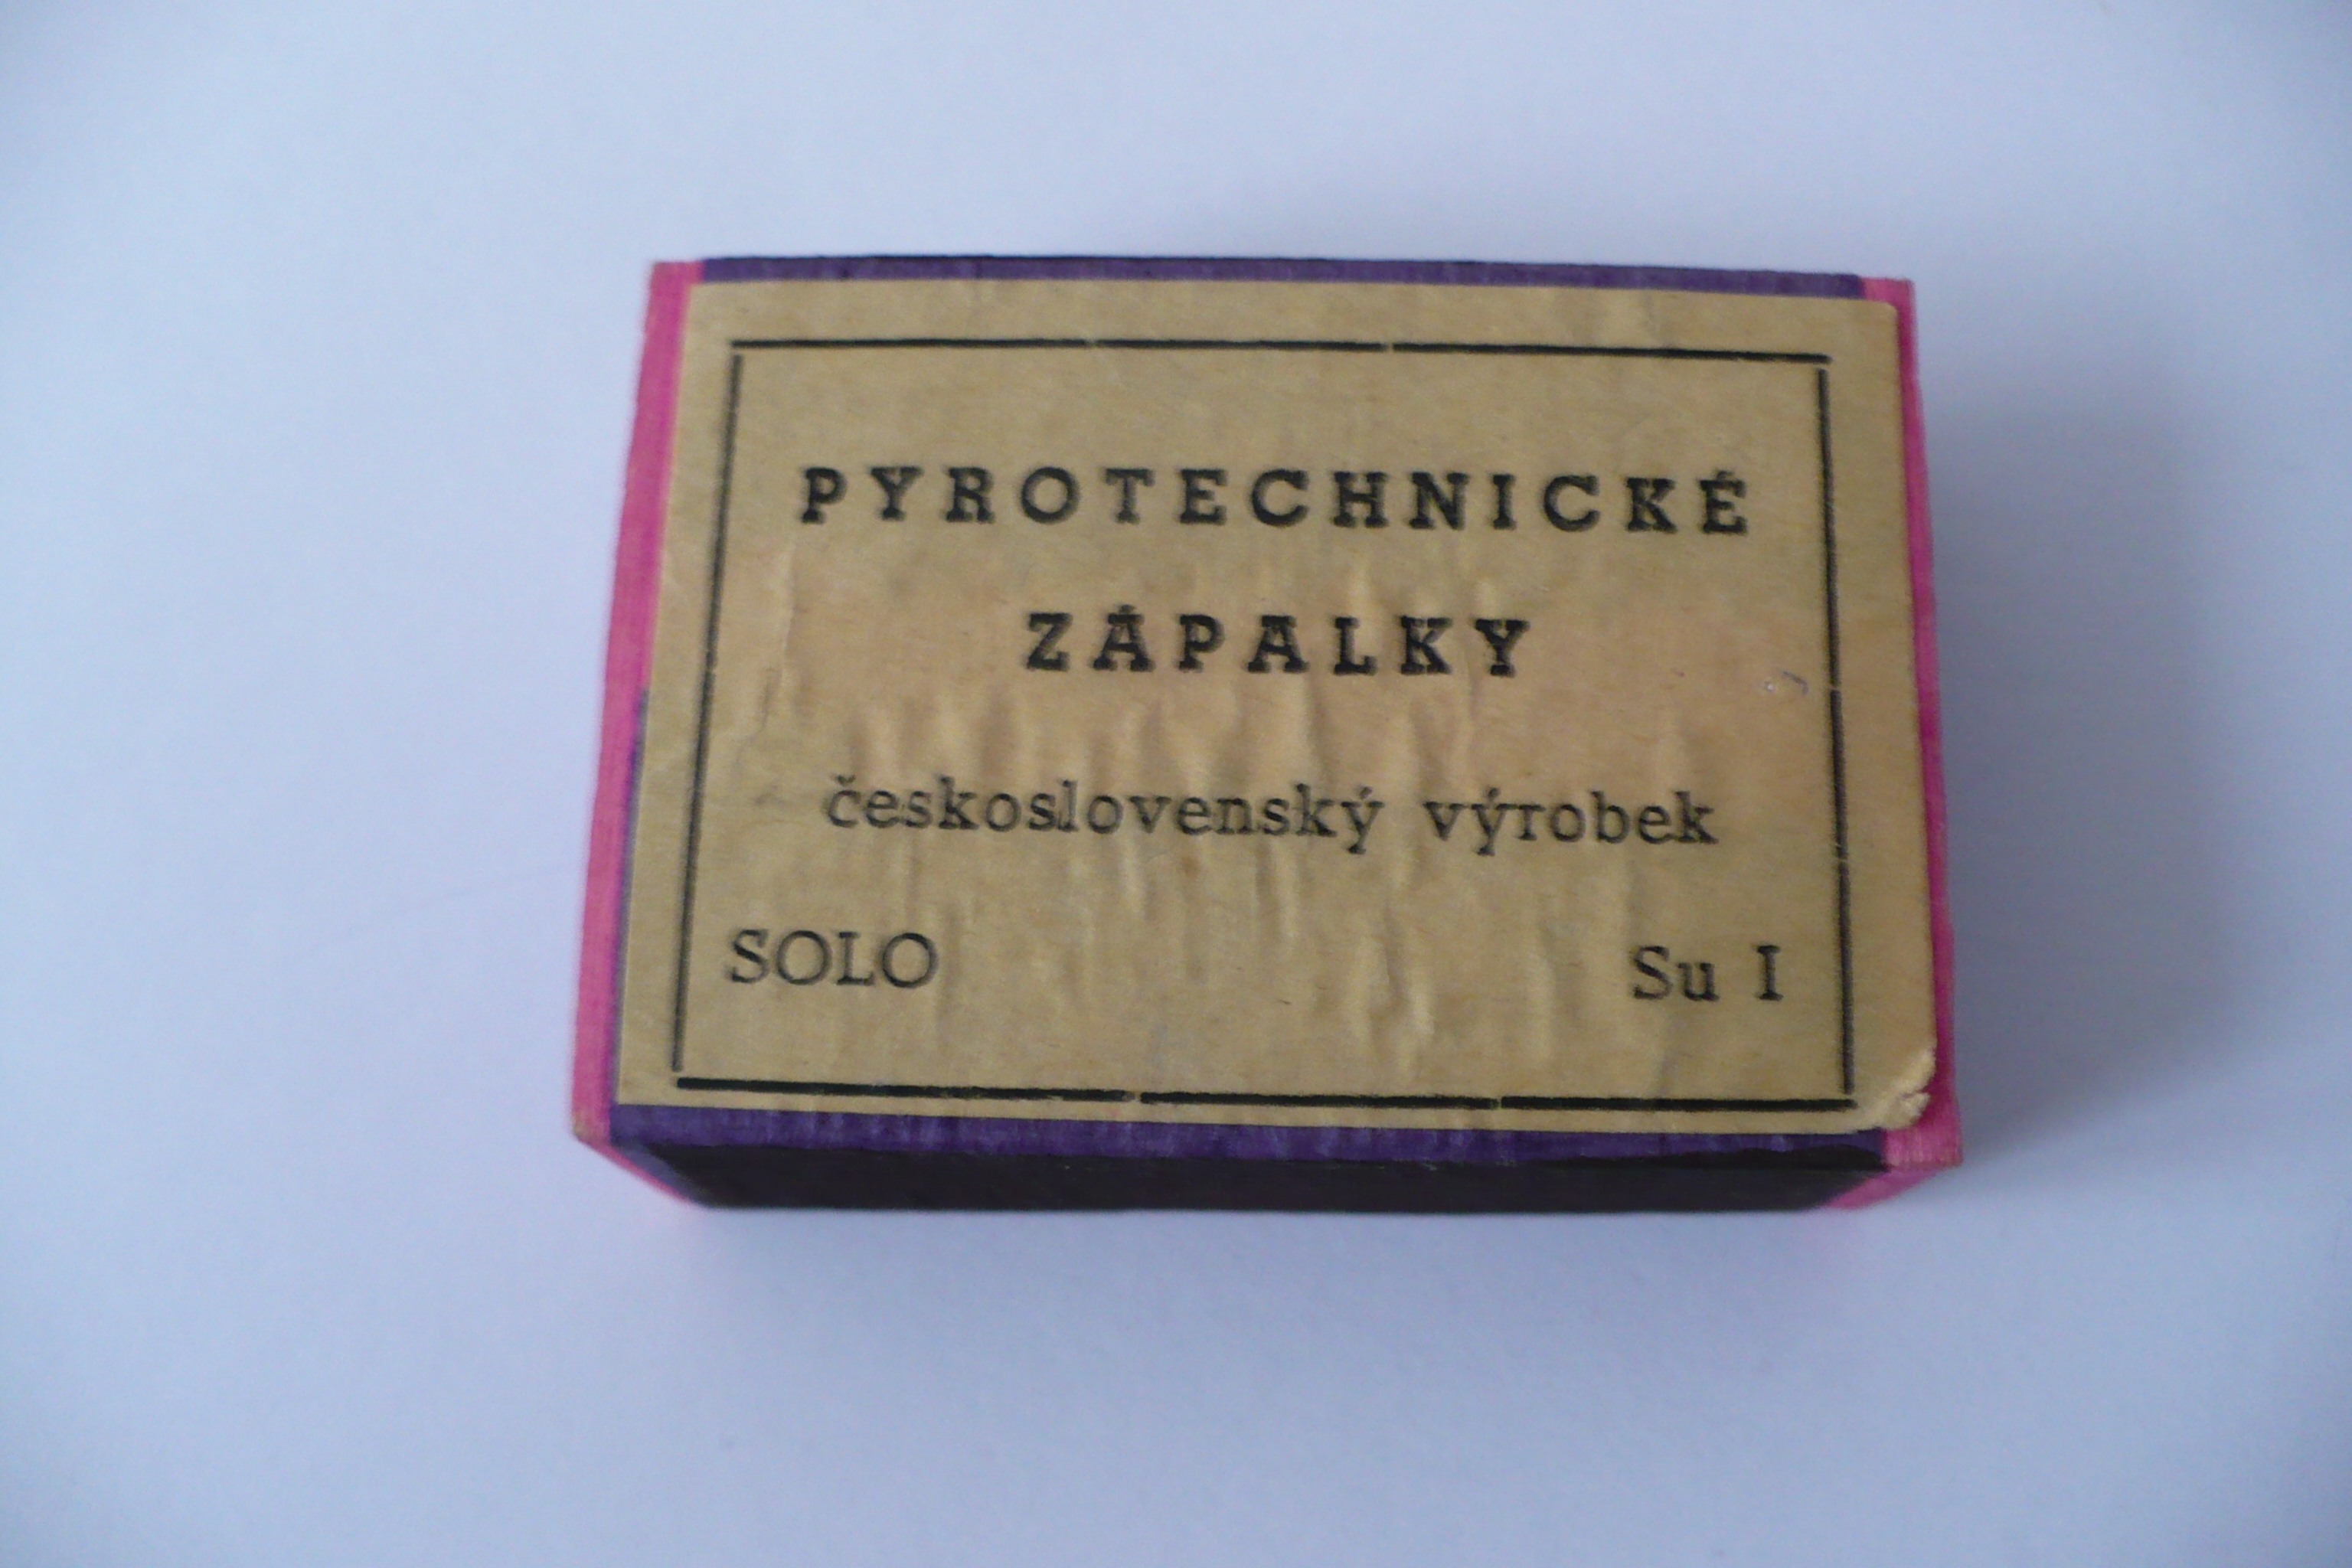 PYROTECHNICKÉ
ZÁPALKY
československý výrobek
SOLO Su I